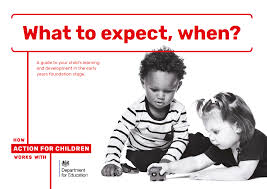 What to expect, when?
A guide to your child's learning
and development in the early
years foundation stage.
HOW
ACTION FOR CHILDREN
WORKS WITH
Department
for Education